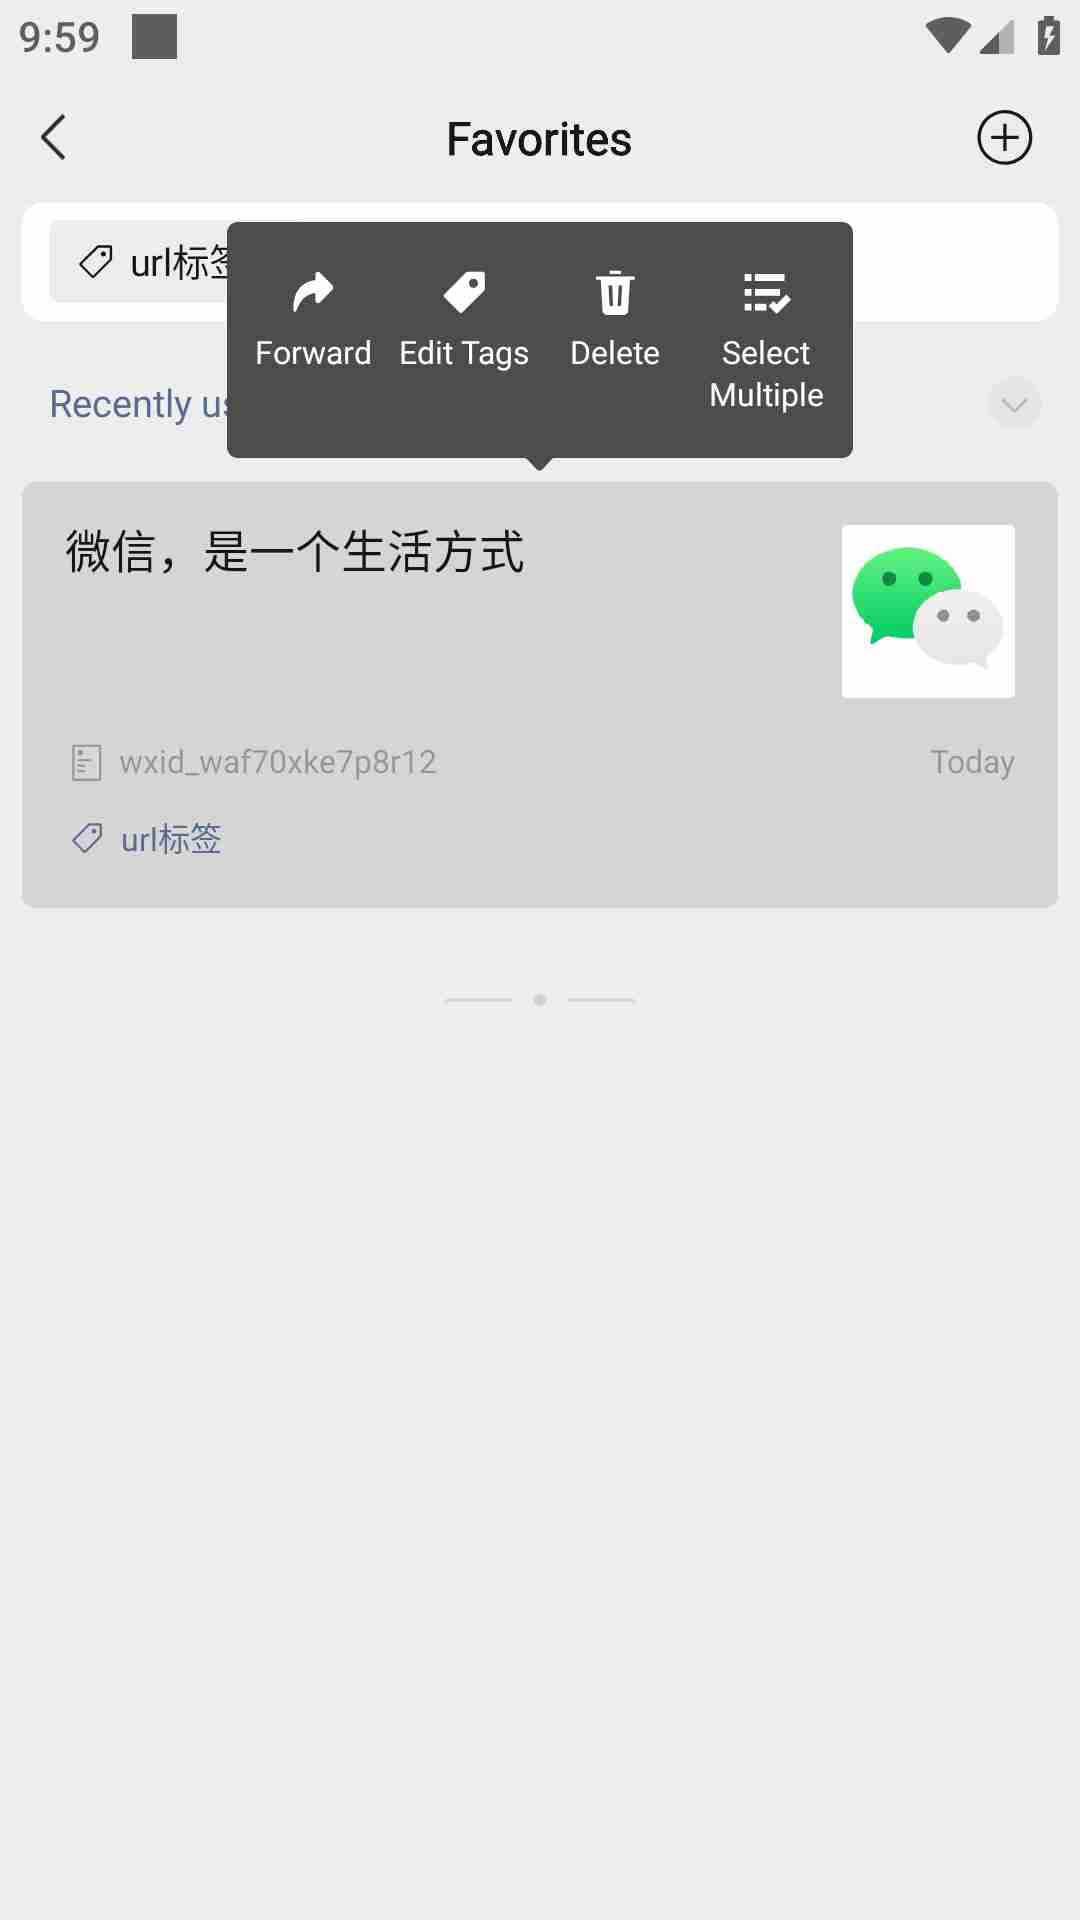 9:59
Favorites
url标签
Forward
Edit Tags
Delete
Select
Multiple
Recently
微信，是一个生活方式
wxid_waf70xke7p8r12
Today
url标签